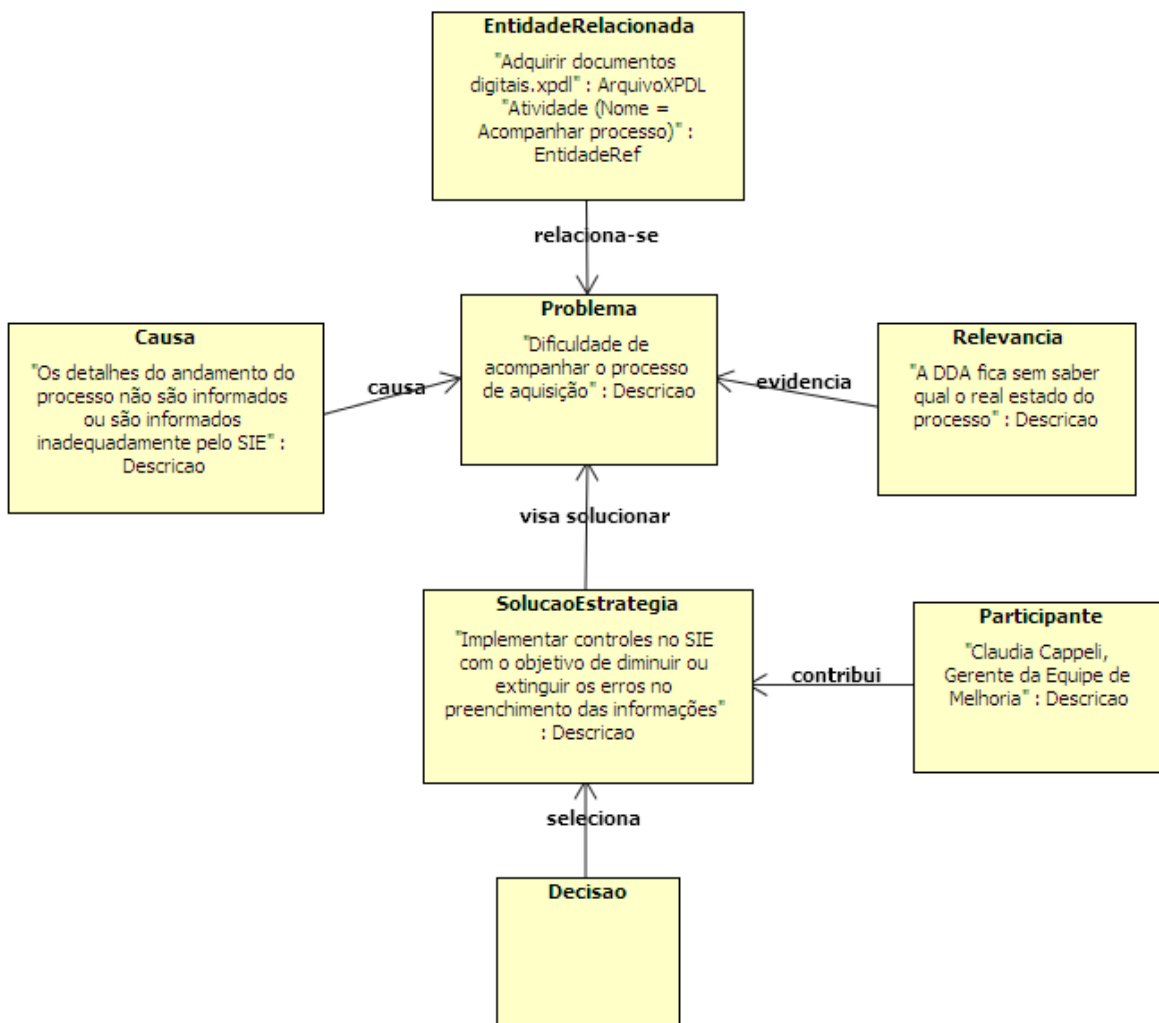 EntidadeRelacionada
"Adquirir documentos
digitais.xpdl" : ArquivoXPDL
"Atividade (Nome =
Acompanhar processo)" :
EntidadeRef
relaciona-se
Causa
"Os detalhes do andamento do
processo não são informados
ou são informados
inadequadamente pelo SIE" :
Descricao
causa
Problema
"Dificuldade de
acompanhar o processo
de aquisição" : Descricao
evidencia
Relevancia
"A DDA fica sem saber
qual o real estado do
processo" : Descricao
visa solucionar
SolucaoEstrategia
"Implementar controles no SIE
com o objetivo de diminuir ou
extinguir os erros no
preenchimento das informações"
: Descricao
contribui
Participante
"Claudia Cappeli,
Gerente da Equipe de
Melhoria" : Descricao
seleciona
Decisao